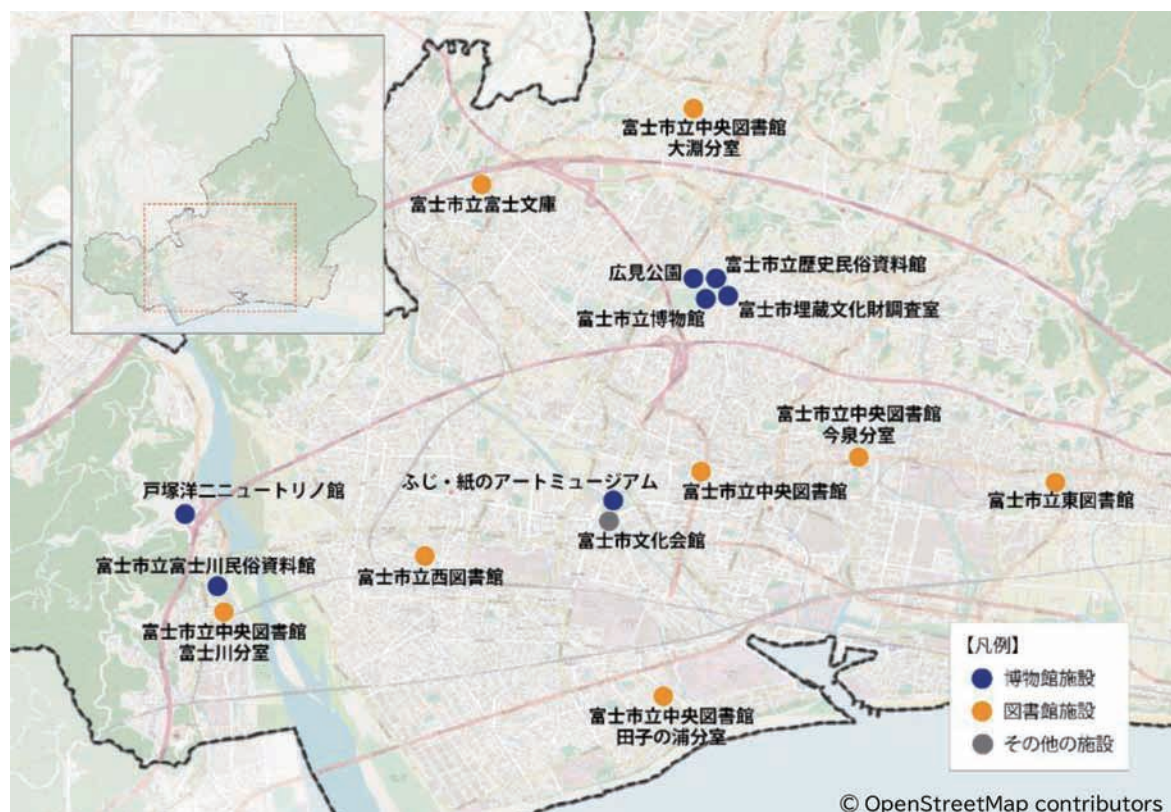 富士市立中央図書館
大淵分室
富士市立富士文庫
広見公園
富士市立歴史民俗資料館
富士市立博物館
富士市埋蔵文化財調査室
富士市立中央図書館
今泉分室
ふじ・紙のアートミュージアム
富士市立中央図書館
富士市立東図書館
戸塚洋二ニュートリノ館
富士市文化会館
富士市立富士川民俗資料館
富士市立西図書館
富士市立中央図書館
富士川分室
富士市立中央図書館
田子の浦分室
【凡例】
博物館施設
図書館施設
その他の施設
© OpenStreetMap contributors